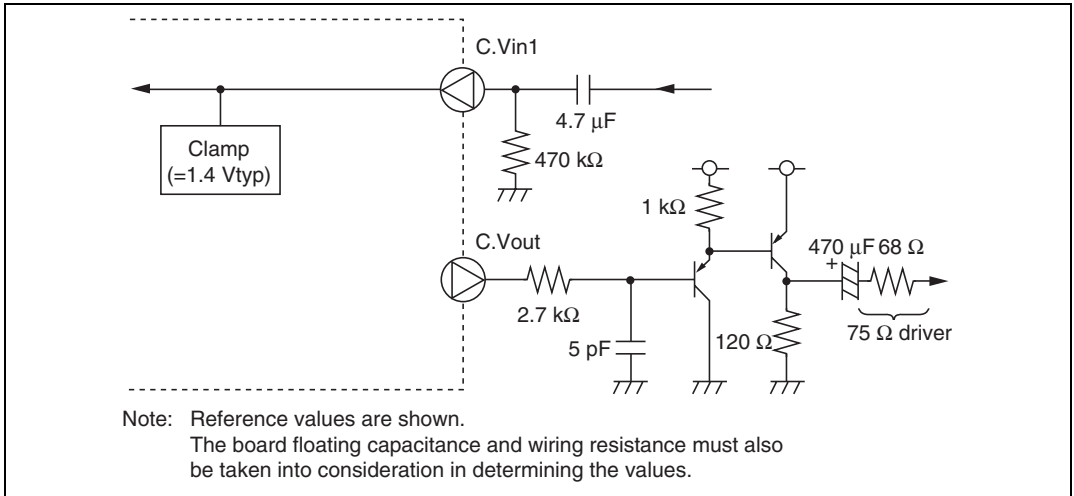 C.Vin1
4.7 μF
470 kΩ
Clamp
(=1.4 Vtyp)
1 kΩ
C.Vout
470 μF 68 Ω
+
2.7 kΩ
5 pF
120 Ω
75 Ω driver
Note: Reference values are shown.
The board floating capacitance and wiring resistance must also
be taken into consideration in determining the values.